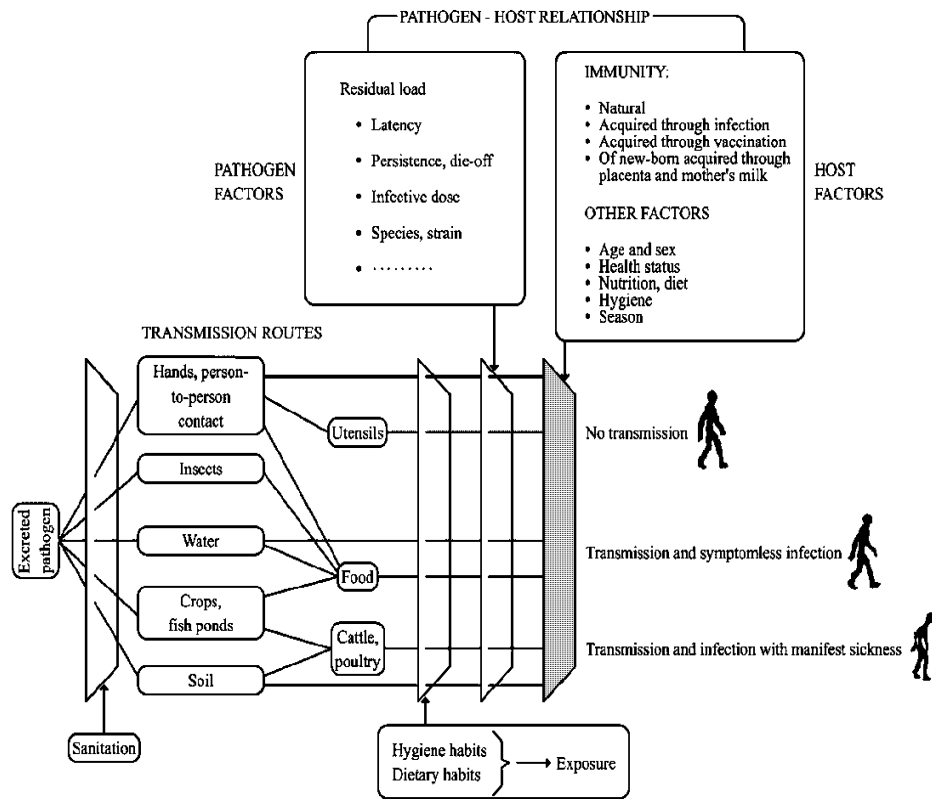 PATHOGEN - HOST RELATIONSHIP
Residual load
• Latency
• Persistence, die-off
• Infective dose
• Species, strain
• .........
PATHOGEN
FACTORS
IMMUNITY:
• Natural
• Acquired through infection
• Acquired through vaccination
• Of new-born acquired through
placenta and mother's milk
OTHER FACTORS
• Age and sex
• Health status
• Nutrition, diet
• Hygiene
• Season
HOST
FACTORS
TRANSMISSION ROUTES
Hands, person-
to-person
contact
Utensils
Insects
Excreted
pathogen
Water
Food
Crops,
fish ponds
Cattle,
poultry
Soil
No transmission
Transmission and symptomless infection
Transmission and infection with manifest sickness
Sanitation
Hygiene habits
Dietary habits
Exposure